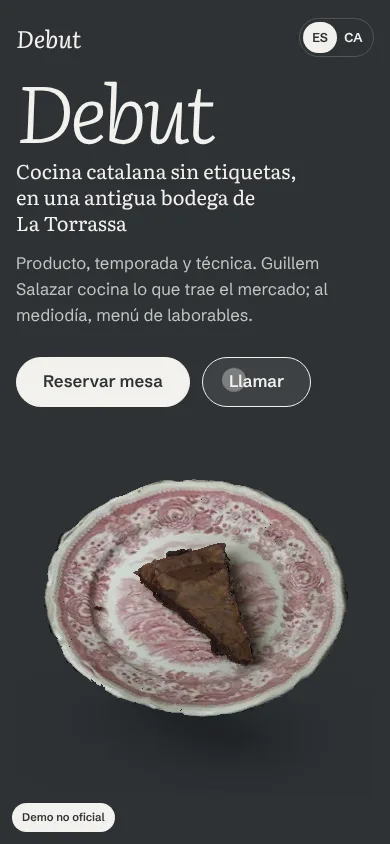 Debut
ES CA
Debut
Cocina catalana sin etiquetas,
en una antigua bodega de
La Torrassa
Producto, temporada y técnica. Guillem
Salazar cocina lo que trae el mercado; al
mediodía, menú de laborables.
Reservar mesa
Llamar
Demo no oficial